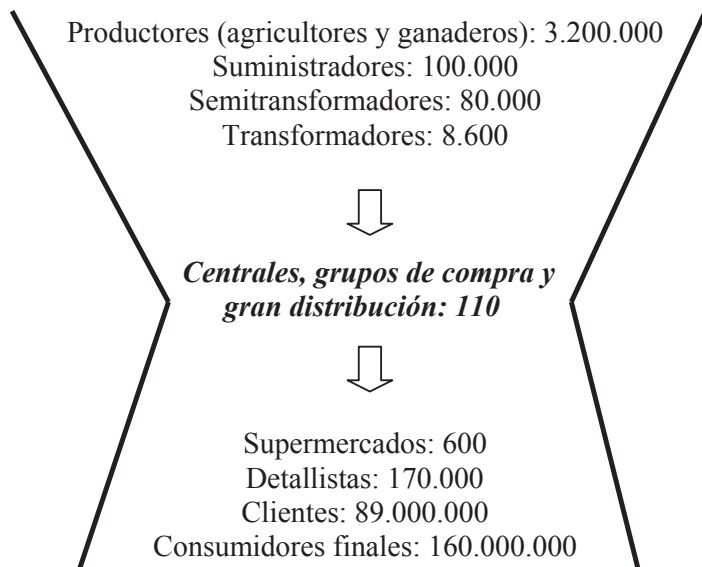 Productores (agricultores y ganaderos): 3.200.000
Suministradores: 100.000
Semitransformadores: 80.000
Transformadores: 8.600
Centrales, grupos de compra y
gran distribución: 110
Supermercados: 600
Detallistas: 170.000
Clientes: 89.000.000
Consumidores finales: 160.000.000